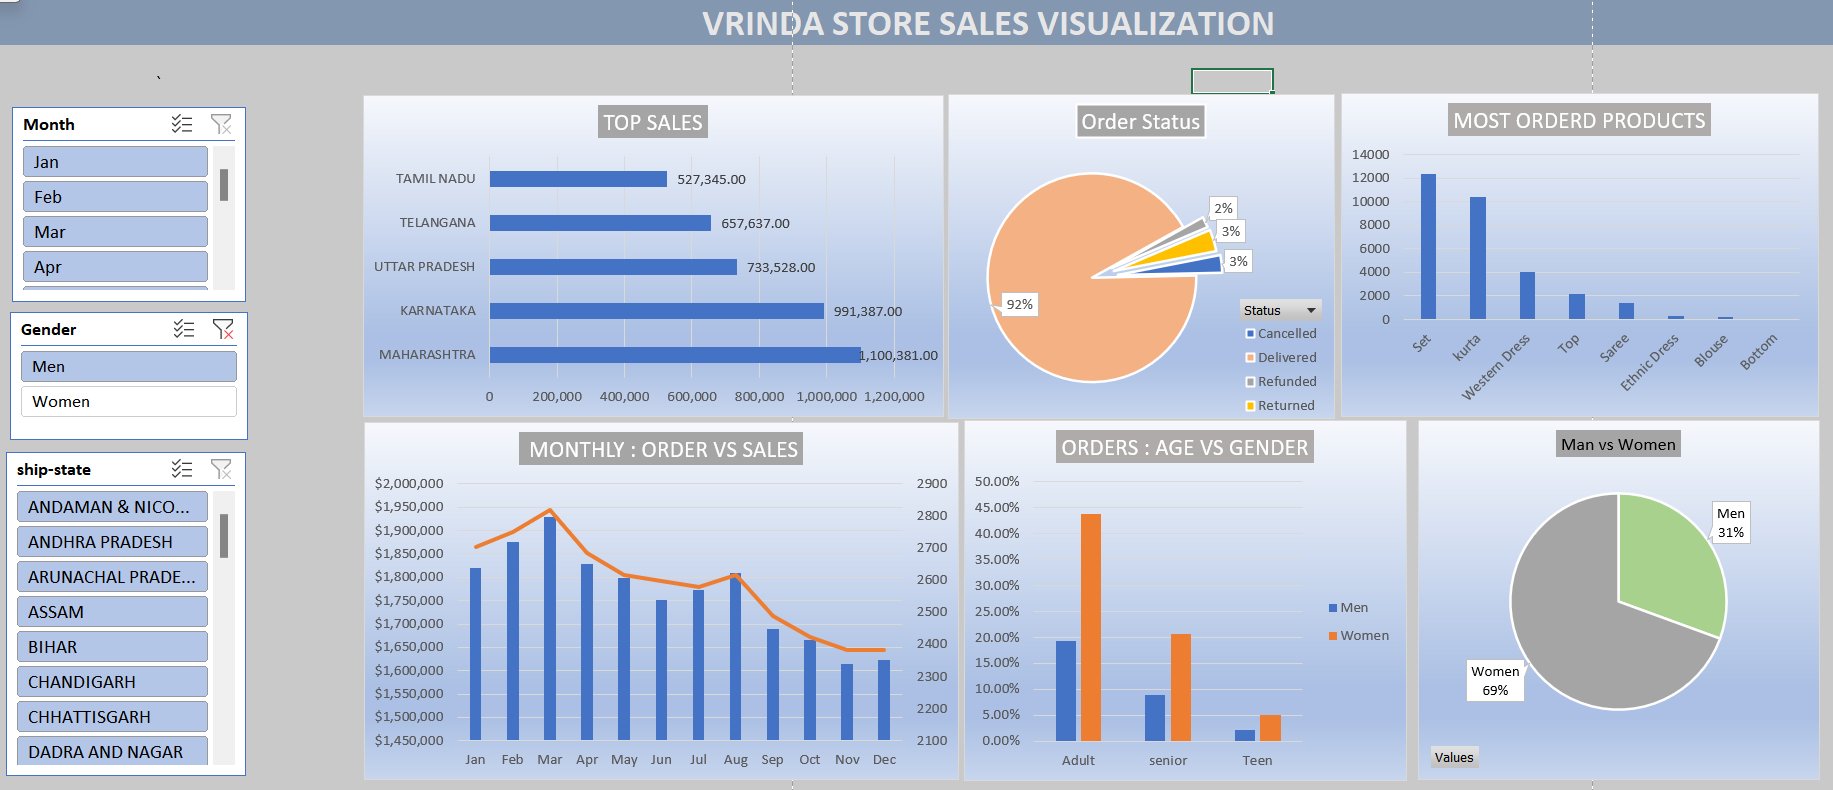 VRINDA STORE SALES VISUALIZATION
`
Month
Jan
Feb
Mar
Apr
Gender
Men
Women
ship-state
ANDAMAN & NICO...
ANDHRA PRADESH
ARUNACHAL PRADE...
ASSAM
BIHAR
CHANDIGARH
CHHATTISGARH
DADRA AND NAGAR
TOP SALES
TAMIL NADU 527,345.00
TELANGANA 657,637.00
UTTAR PRADESH 733,528.00
KARNATAKA 991,387.00
MAHARASHTRA 1,100,381.00
0 200,000 400,000 600,000 800,000 1,000,000 1,200,000
Order Status
2%
3%
3%
92%
Status
Cancelled
Delivered
Refunded
Returned
MOST ORDERD PRODUCTS
14000
12000
10000
8000
6000
4000
2000
0
Set kurta Western Dress Top Saree Ethnic Dress Blouse Bottom
MONTHLY : ORDER VS SALES
$2,000,000 2900
$1,950,000
$1,900,000 2800
$1,850,000 2700
$1,800,000 2600
$1,750,000
$1,700,000 2500
$1,650,000 2400
$1,600,000 2300
$1,550,000
$1,500,000 2200
$1,450,000 2100
Jan Feb Mar Apr May Jun Jul Aug Sep Oct Nov Dec
ORDERS : AGE VS GENDER
50.00%
45.00%
40.00%
35.00%
30.00%
25.00%
20.00%
15.00%
10.00%
5.00%
0.00%
Adult senior Teen
Men
Women
Man vs Women
Men
31%
Women
69%
Values